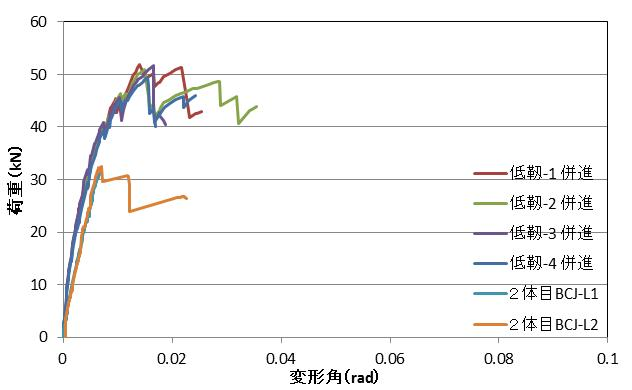 60
50
40
30
20
10
0
荷重(kN)
0
0.02
0.04
0.06
0.08
0.1
変形角(rad)
低靭-1 併進
低靭-2 併進
低靭-3 併進
低靭-4 併進
２体目BCJ-L1
２体目BCJ-L2